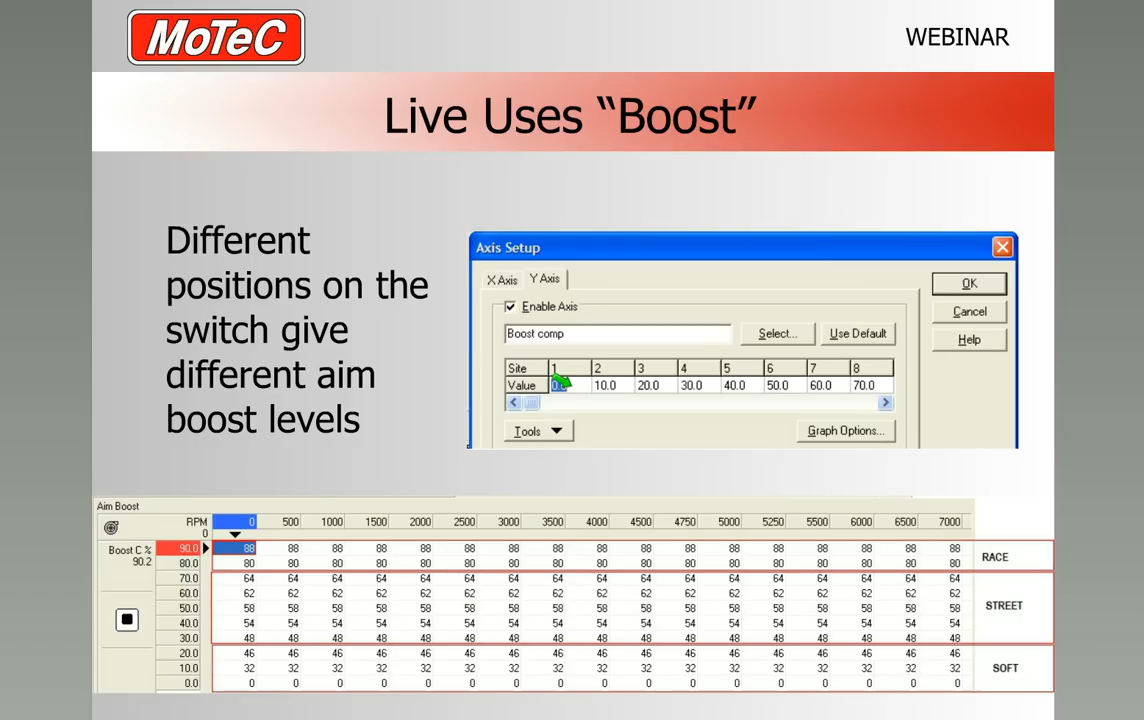 MoTeC
WEBINAR
Live Uses “Boost”
Different
positions on the
switch give
different aim
boost levels
Axis Setup
X Axis Y Axis
OK
Enable Axis
Cancel
Boost comp Select... Use Default
Help
Site 1 2 3 4 5 6 7 8
Value 0.0 10.0 20.0 30.0 40.0 50.0 60.0 70.0
Tools Graph Options...
Aim Boost
RPM 0 500 1000 1500 2000 2500 3000 3500 4000 4500 4750 5000 5250 5500 6000 6500 7000
0
Boost C % 90.0 88 88 88 88 88 88 88 88 88 88 88 88 88 88 88 88 88 RACE
90.2 80.0 80 80 80 80 80 80 80 80 80 80 80 80 80 80 80 80 80
70.0 64 64 64 64 64 64 64 64 64 64 64 64 64 64 64 64 64
60.0 62 62 62 62 62 62 62 62 62 62 62 62 62 62 62 62 62
50.0 58 58 58 58 58 58 58 58 58 58 58 58 58 58 58 58 58 STREET
40.0 54 54 54 54 54 54 54 54 54 54 54 54 54 54 54 54 54
30.0 48 48 48 48 48 48 48 48 48 48 48 48 48 48 48 48 48
20.0 46 46 46 46 46 46 46 46 46 46 46 46 46 46 46 46 46
10.0 32 32 32 32 32 32 32 32 32 32 32 32 32 32 32 32 32 SOFT
0.0 0 0 0 0 0 0 0 0 0 0 0 0 0 0 0 0 0